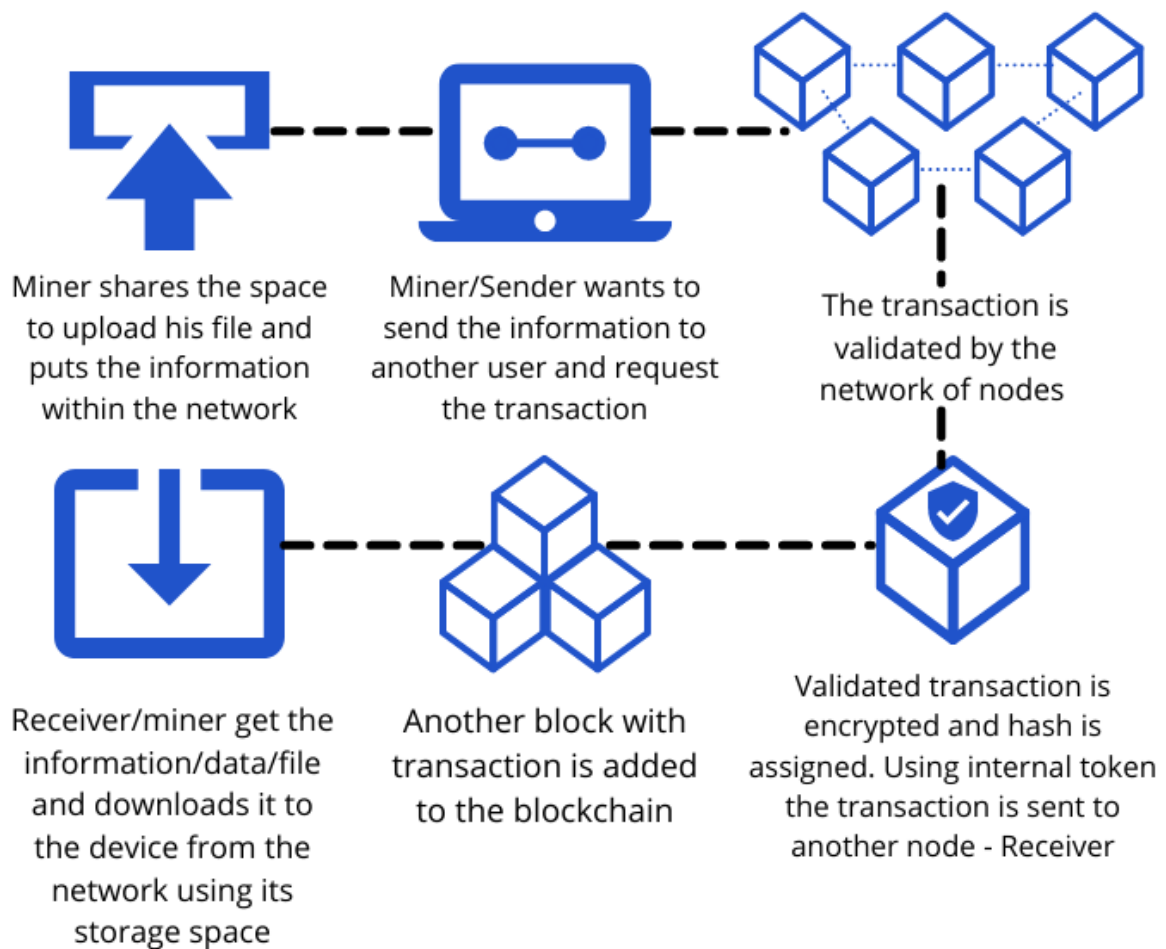 Miner shares the space
to upload his file and
puts the information
within the network
Miner/Sender wants to
send the information to
another user and request
the transaction
The transaction is
validated by the
network of nodes
Validated transaction is
encrypted and hash is
assigned. Using internal token
the transaction is sent to
another node - Receiver
Another block with
transaction is added
to the blockchain
Receiver/miner get the
information/data/file
and downloads it to
the device from the
network using its
storage space